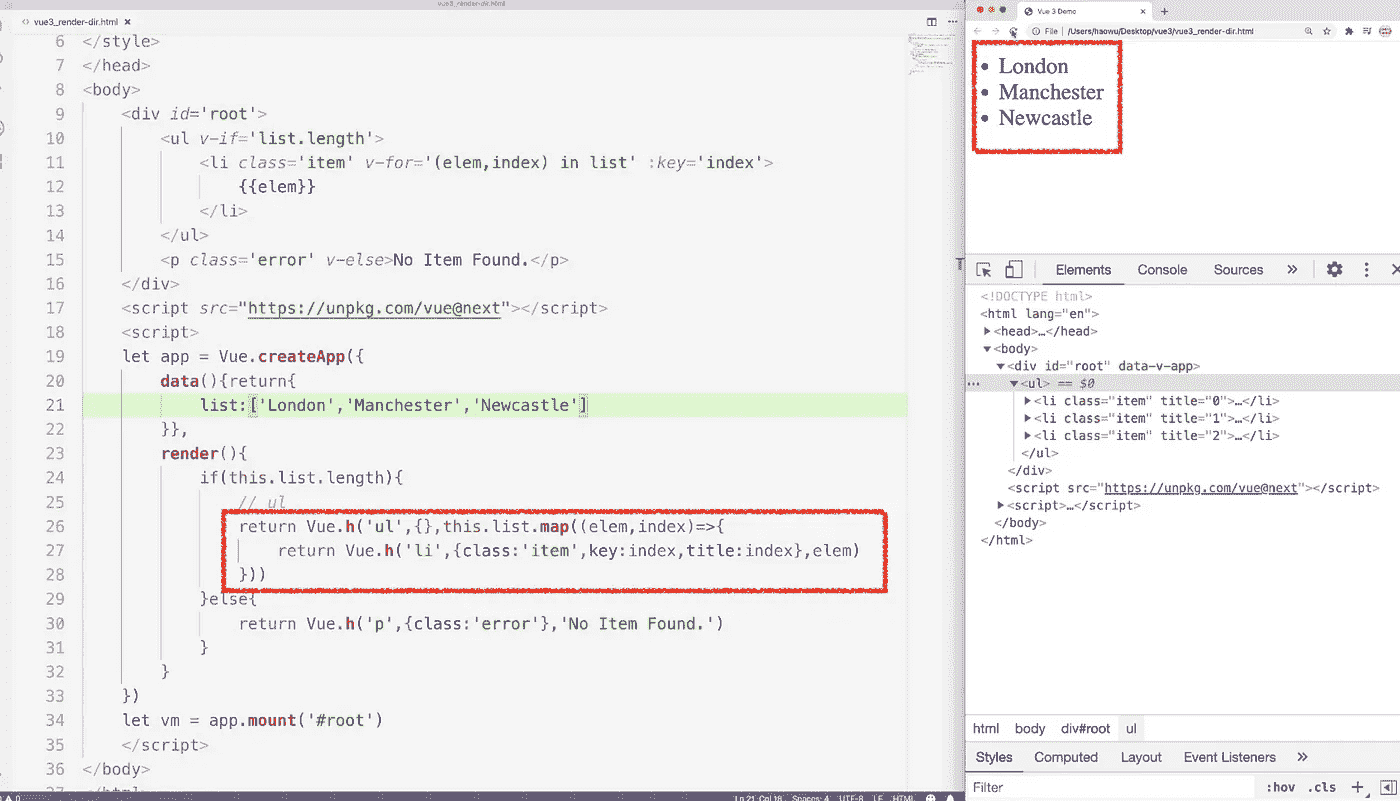 vue3_render-dir.html
<> vue3_render-dir.html ×
6 </style>
7 </head>
8 <body>
9 <div id='root'>
10 <ul v-if='list.length'>
11 <li class='item' v-for='(elem,index) in list' :key='index'>
12 {{elem}}
13 </li>
14 </ul>
15 <p class='error' v-else>No Item Found.</p>
16 </div>
17 <script src="https://unpkg.com/vue@next"></script>
18 <script>
19 let app = Vue.createApp({
20 data(){return{
21 list:['London','Manchester','Newcastle']
22 }},
23 render(){
24 if(this.list.length){
25 // ul
26 return Vue.h('ul',{},this.list.map((elem,index)=>{
27 return Vue.h('li',{class:'item',key:index,title:index},elem)
28 }))
29 }else{
30 return Vue.h('p',{class:'error'},'No Item Found.')
31 }
32 }
33 })
34 let vm = app.mount('#root')
35 </script>
36 </body>
37 </html>
Ln 21, Col 18 Spaces: 4 UTF-8 LF HTML
Vue 3 Demo
File | /Users/haowu/Desktop/vue3/vue3_render-dir.html
• London
• Manchester
• Newcastle
Elements Console Sources »
<!DOCTYPE html>
<html lang="en">
<head>…</head>
<body>
<div id="root" data-v-app>
… <ul> == $0
<li class="item" title="0">…</li>
<li class="item" title="1">…</li>
<li class="item" title="2">…</li>
</ul>
</div>
<script src="https://unpkg.com/vue@next"></script>
<script>…</script>
</body>
</html>
html body div#root ul
Styles Computed Layout Event Listeners »
Filter :hov .cls +